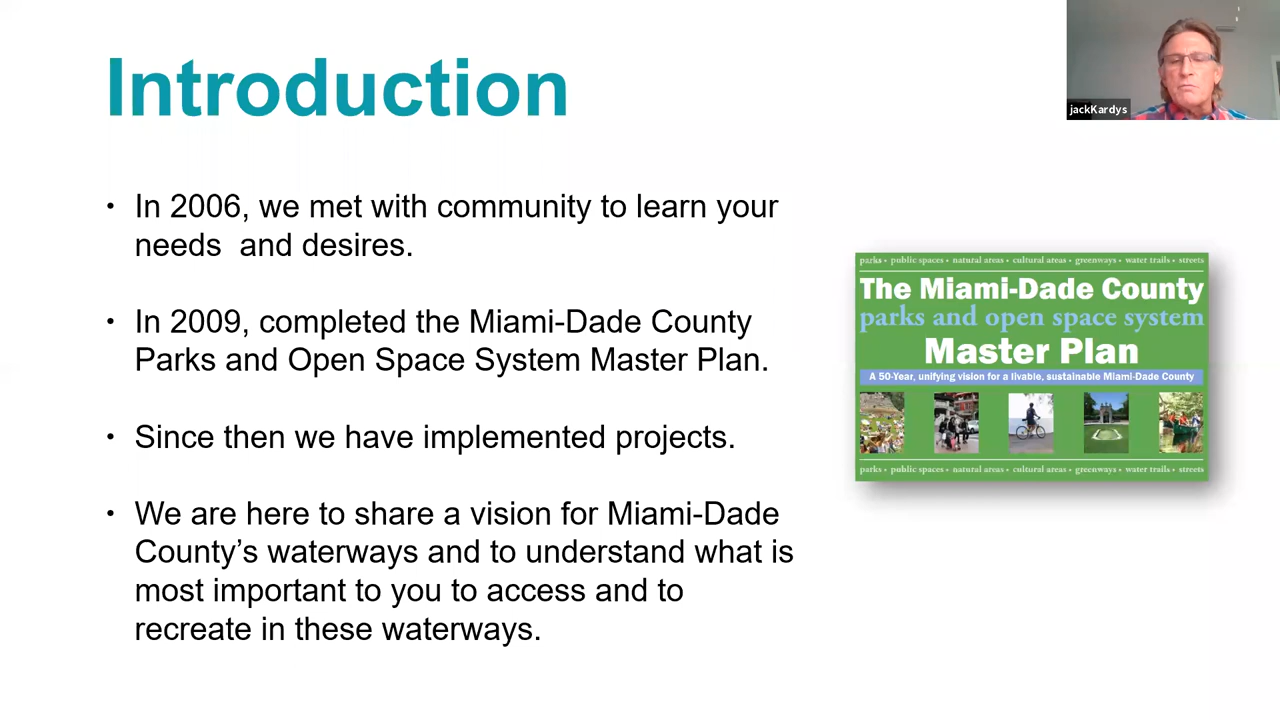 Introduction
jackKardys
• In 2006, we met with community to learn your
needs  and desires.
• In 2009, completed the Miami-Dade County
Parks and Open Space System Master Plan.
• Since then we have implemented projects.
• We are here to share a vision for Miami-Dade
County’s waterways and to understand what is
most important to you to access and to
recreate in these waterways.
parks • public spaces • natural areas • cultural areas • greenways • water trails • streets
The Miami-Dade County
parks and open space system
Master Plan
A 50-Year, unifying vision for a livable, sustainable Miami-Dade County
parks • public spaces • natural areas • cultural areas • greenways • water trails • streets